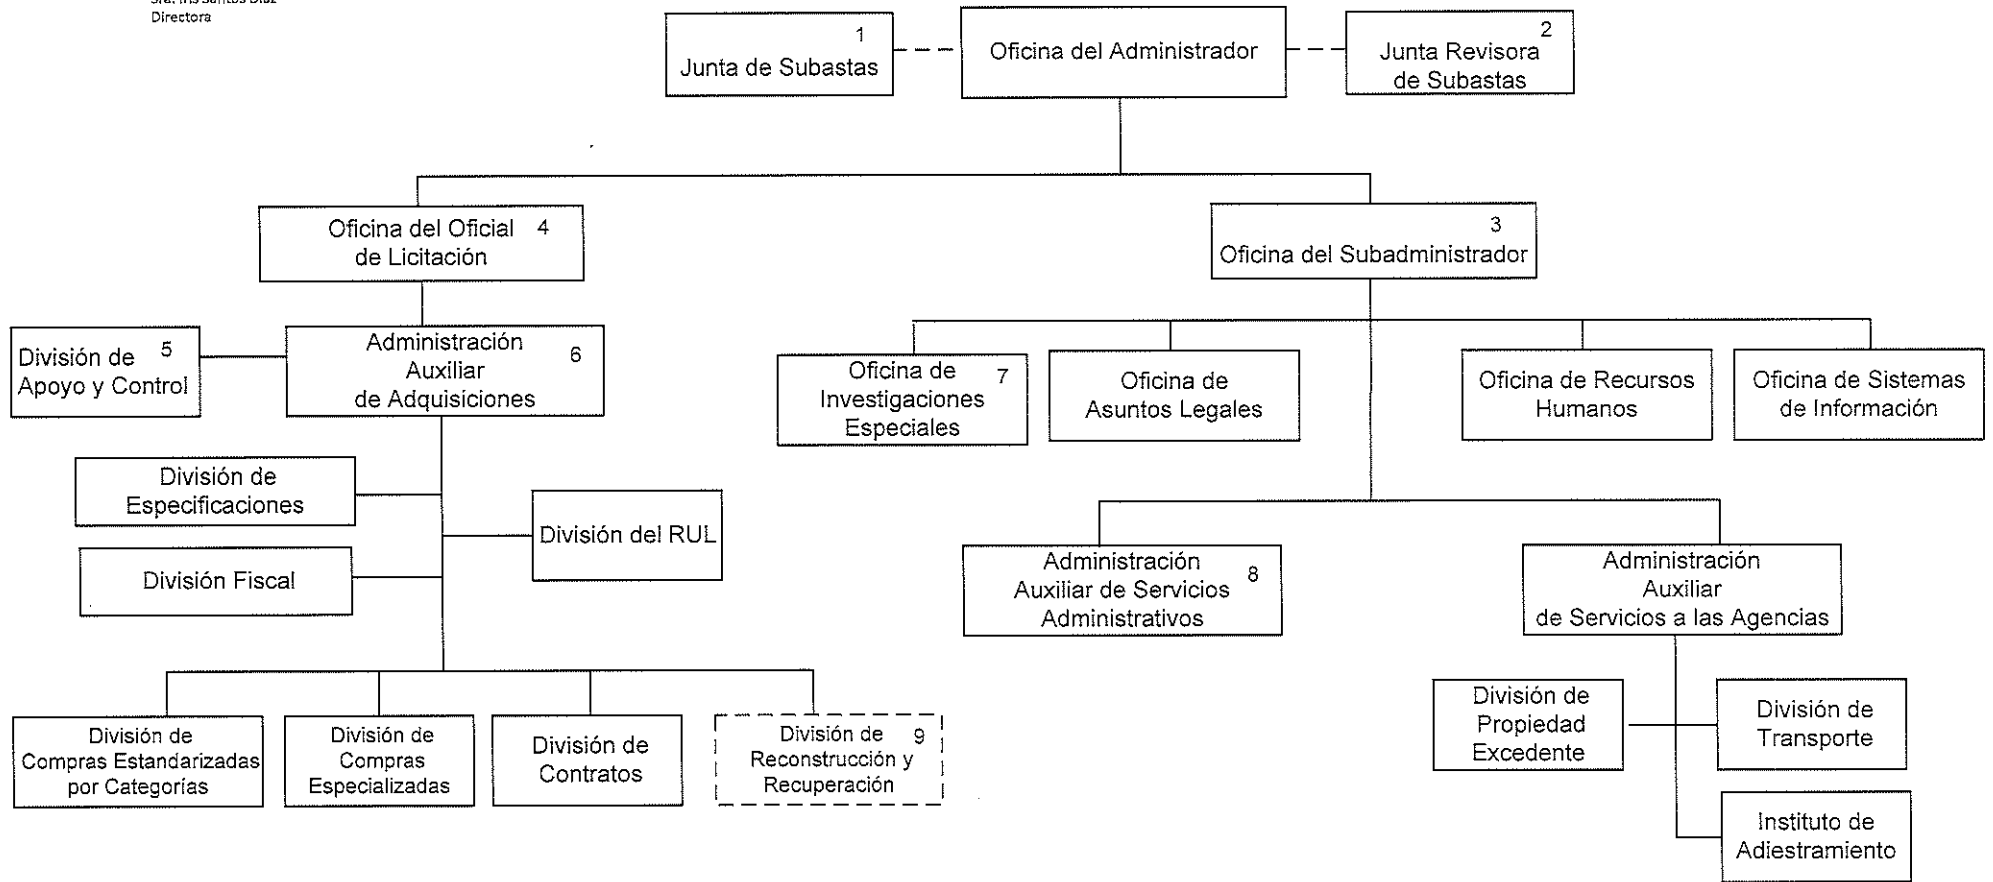 Directora
1
Junta de Subastas
Oficina del Administrador
2
Junta Revisora
de Subastas
Oficina del Oficial 4
de Licitación
3
Oficina del Subadministrador
División de 5
Apoyo y Control
Administración
Auxiliar 6
de Adquisiciones
Oficina de 7
Investigaciones
Especiales
Oficina de
Asuntos Legales
Oficina de Recursos
Humanos
Oficina de Sistemas
de Información
División de
Especificaciones
División del RUL
División Fiscal
Administración
Auxiliar de Servicios 8
Administrativos
Administración
Auxiliar
de Servicios a las Agencias
División de
Compras Estandarizadas
por Categorías
División de
Compras
Especializadas
División de
Contratos
División de 9
Reconstrucción y
Recuperación
División de
Propiedad
Excedente
División de
Transporte
Instituto de
Adiestramiento